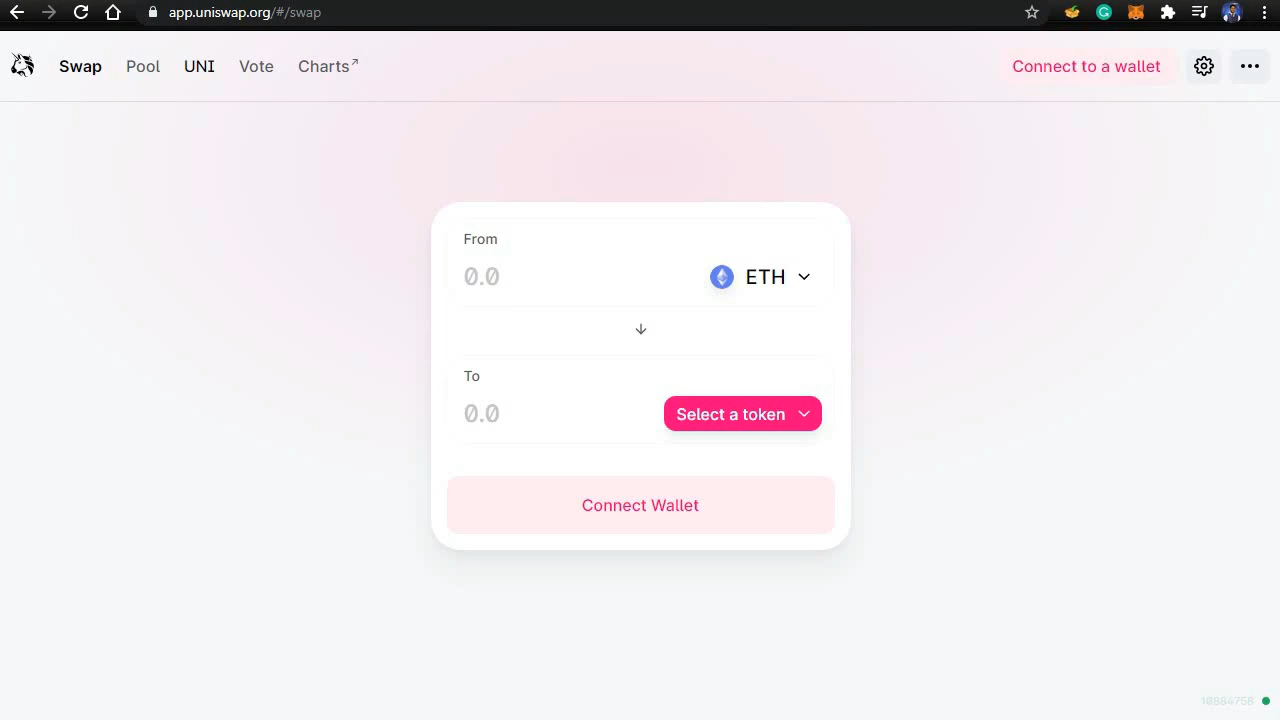 app.uniswap.org/#/swap
Swap Pool UNI Vote Charts↗ Connect to a wallet
From
0.0 ETH
To
0.0 Select a token
Connect Wallet
10884758